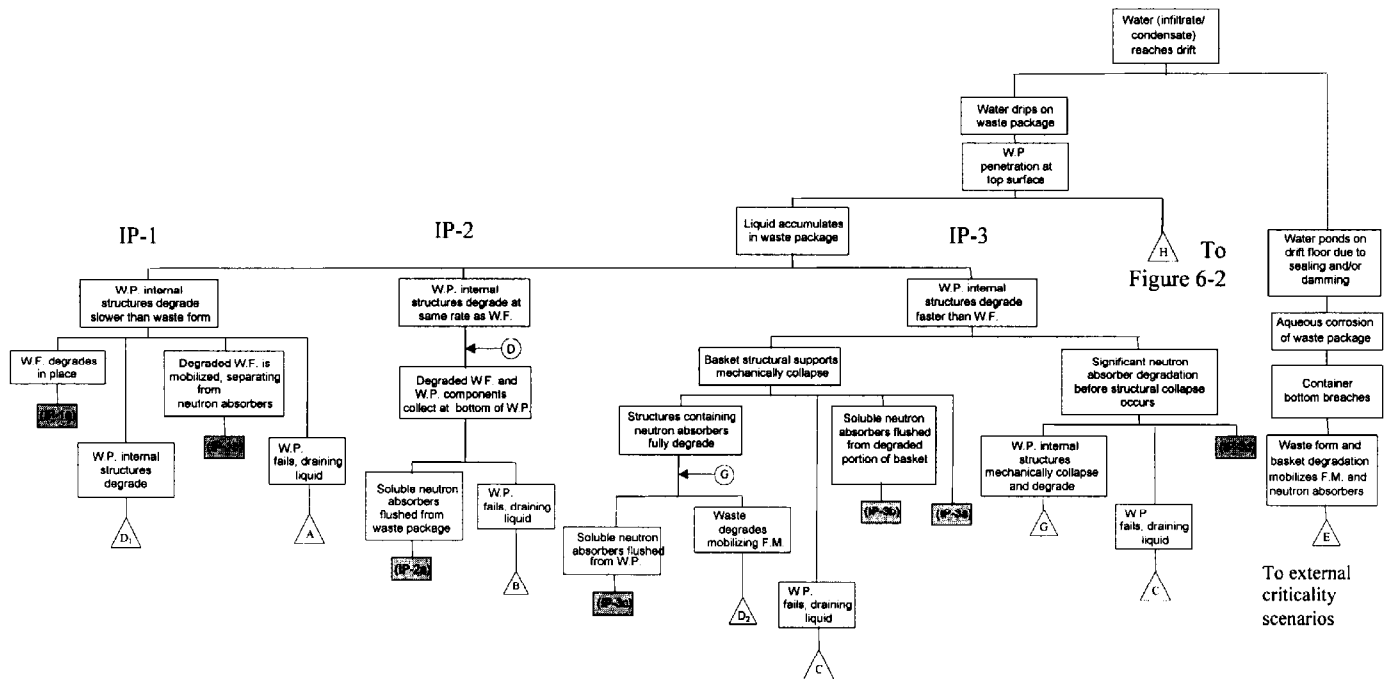 Water (infiltrate/
condensate)
reaches drift
Water drips on
waste package
W.P
penetration at
top surface
IP-1
IP-2
Liquid accumulates
in waste package
IP-3
H
To
Figure 6-2
Water ponds on
drift floor due to
sealing and/or
damming
W.P. internal
structures degrade
slower than waste form
W.P. internal
structures degrade at
same rate as W.F.
W.P. internal
structures degrade
faster than W.F.
Aqueous corrosion
of waste package
W.F. degrades
in place
Degraded W.F. is
mobilized, separating
from
neutron absorbers
D
Basket structural supports
mechanically collapse
Significant neutron
absorber degradation
before structural collapse
occurs
Container
bottom breaches
Degraded W.F. and
W.P. components
collect at bottom of W.P.
Structures containing
neutron absorbers
fully degrade
Soluble neutron
absorbers flushed
from degraded
portion of basket
W.P. internal
structures
mechanically collapse
and degrade
Waste form and
basket degradation
mobilizes F.M. and
neutron absorbers
W.P. internal
structures
degrade
W.P.
fails, draining
liquid
G
Soluble neutron
absorbers
flushed from
waste package
W.P.
fails, draining
liquid
(IP-3b)
(IP-3a)
Waste
degrades
mobilizing F.M.
Soluble neutron
absorbers flushed
from W.P.
W.P
fails, draining
liquid
G
E
D1
A
(IP-2a)
B
(IP-3c)
D2
W.P.
fails, draining
liquid
C
C
To external
criticality
scenarios